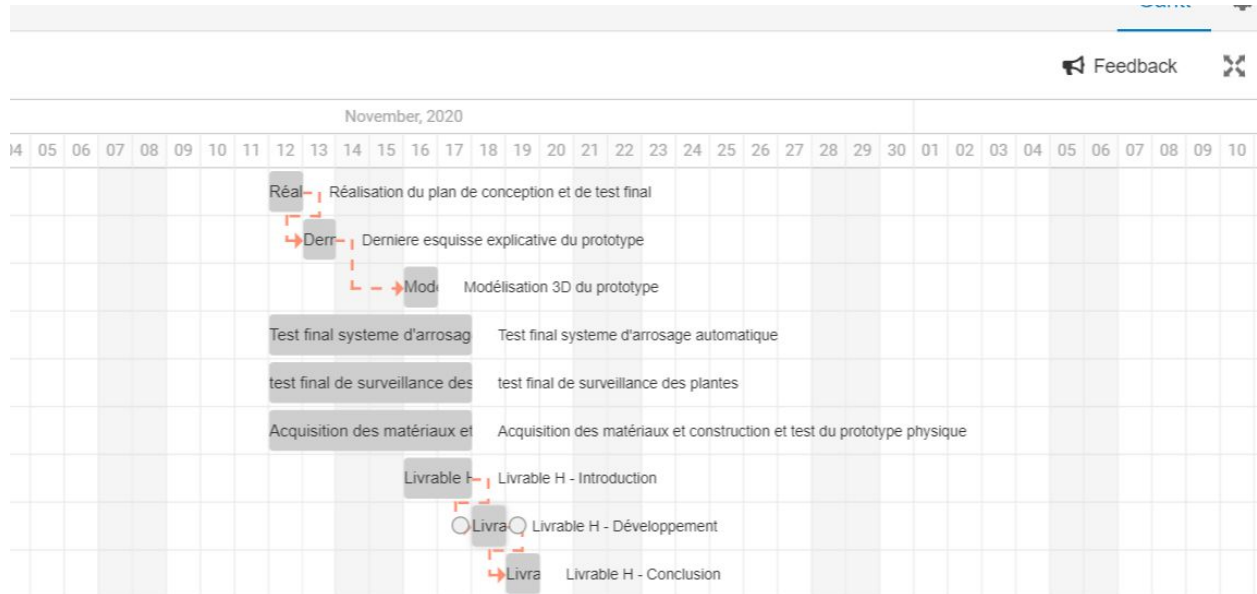 Feedback
November, 2020
05 06 07 08 09 10 11 12 13 14 15 16 17 18 19 20 21 22 23 24 25 26 27 28 29 30 01 02 03 04 05 06 07 08 09 10
Réal Réalisation du plan de conception et de test final
Derr Derniere esquisse explicative du prototype
Mod Modélisation 3D du prototype
Test final systeme d'arrosag Test final systeme d'arrosage automatique
test final de surveillance des test final de surveillance des plantes
Acquisition des matériaux et Acquisition des matériaux et construction et test du prototype physique
Livrable H Livrable H - Introduction
Livra Livrable H - Développement
Livra Livrable H - Conclusion